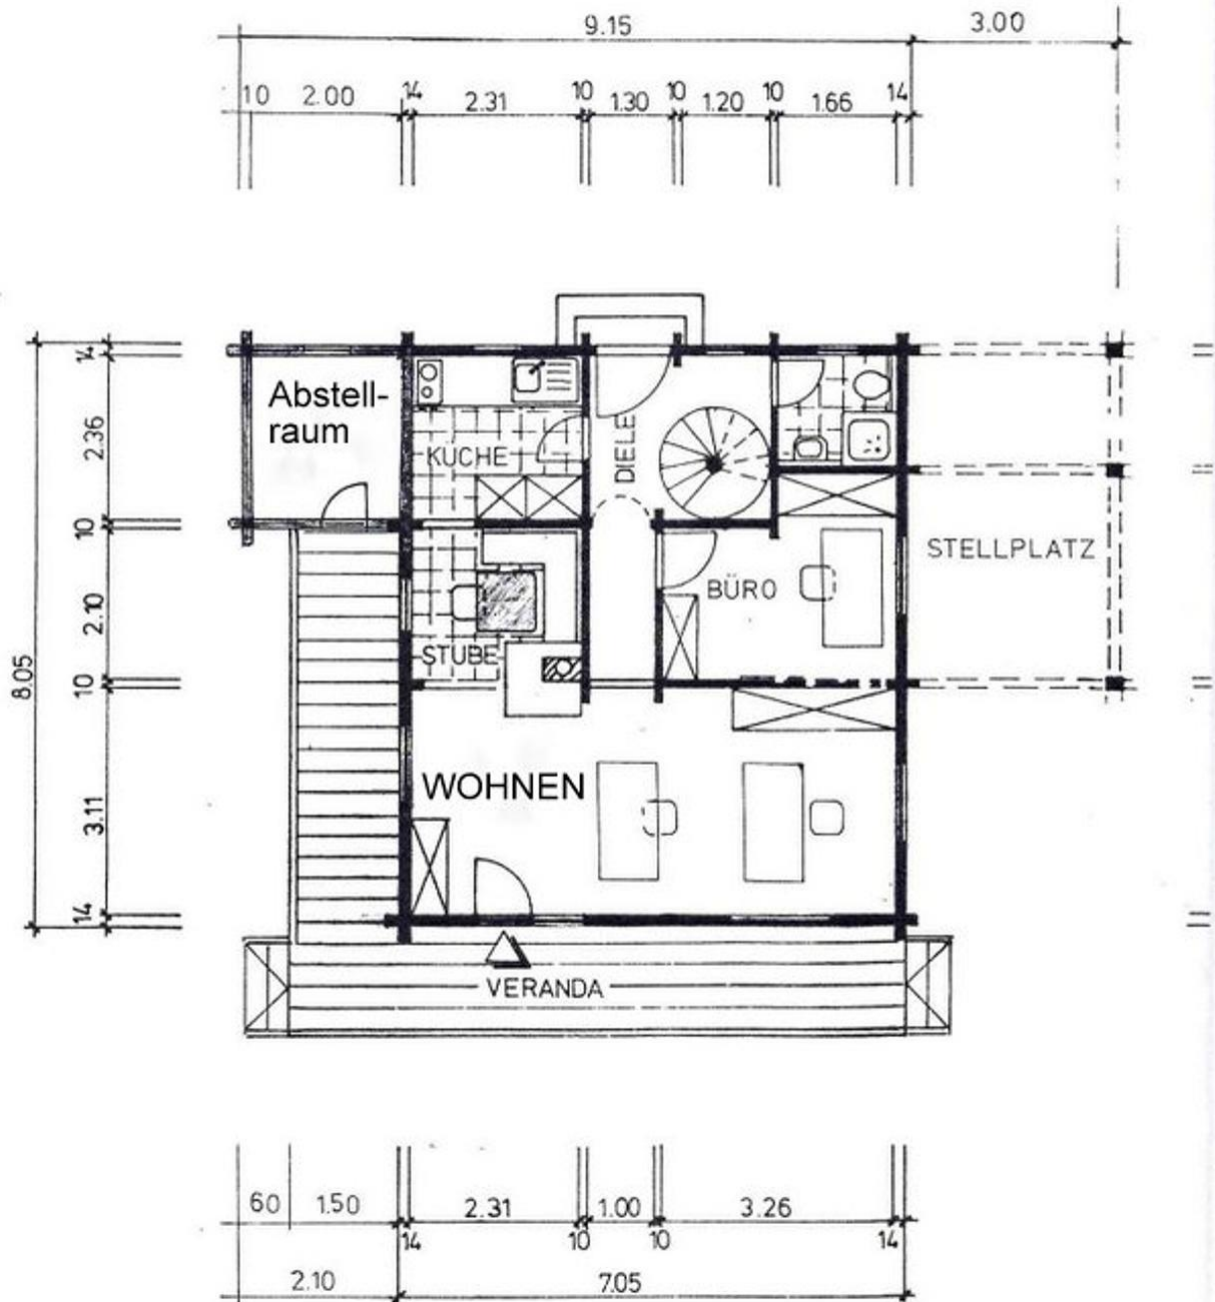 9.15
3.00
10 2.00 14 2.31 10 1.30 10 1.20 10 1.66 14
14
2.36
10
2.10
10
3.11
14
8.05
Abstell-
raum
KÜCHE
DIELE
STELLPLATZ
BÜRO
STUBE
WOHNEN
VERANDA
60 1.50 2.31 1.00 3.26
14 10 10 14
2.10 7.05